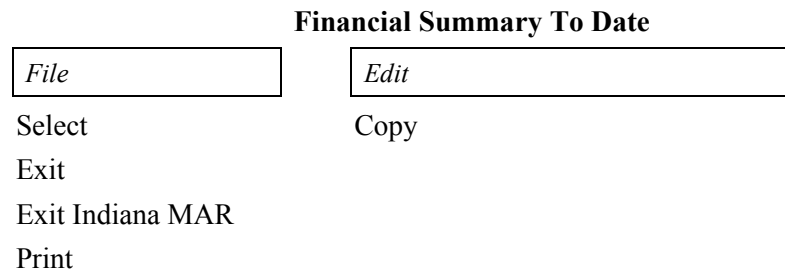 Financial Summary To Date
File Edit
Select Copy
Exit
Exit Indiana MAR
Print